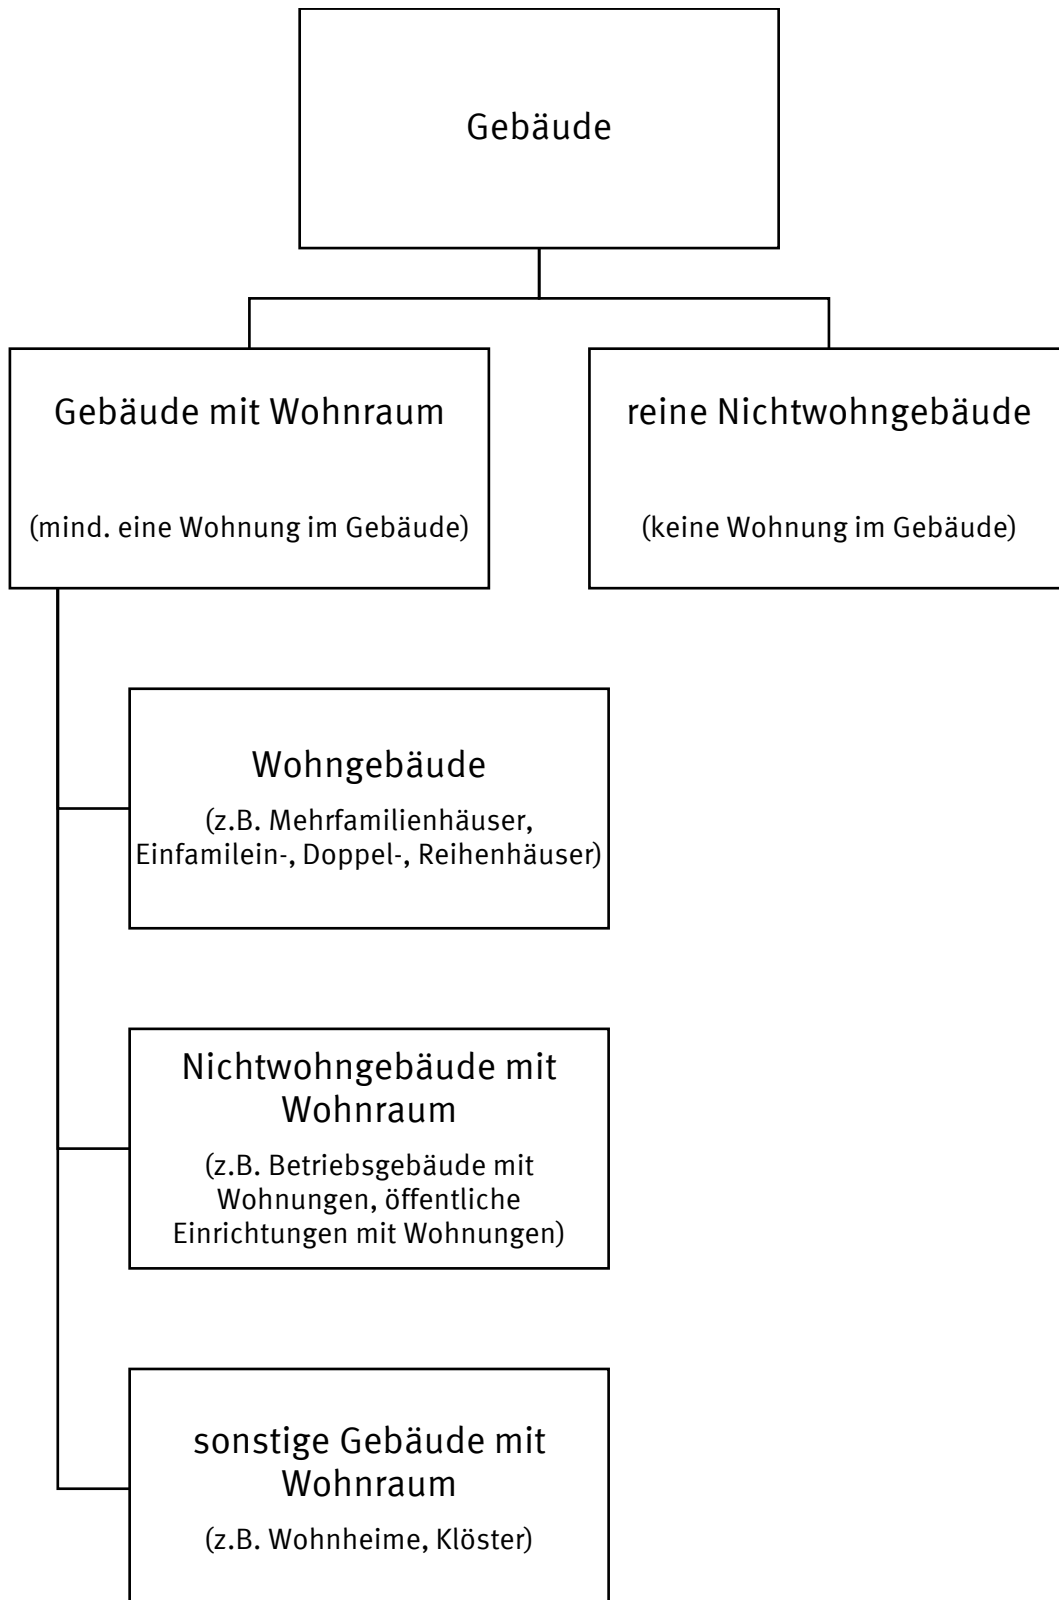 Gebäude
Gebäude mit Wohnraum
(mind. eine Wohnung im Gebäude)
reine Nichtwohngebäude
(keine Wohnung im Gebäude)
Wohngebäude
(z.B. Mehrfamilienhäuser,
Einfamilein-, Doppel-, Reihenhäuser)
Nichtwohngebäude mit
Wohnraum
(z.B. Betriebsgebäude mit
Wohnungen, öffentliche
Einrichtungen mit Wohnungen)
sonstige Gebäude mit
Wohnraum
(z.B. Wohnheime, Klöster)